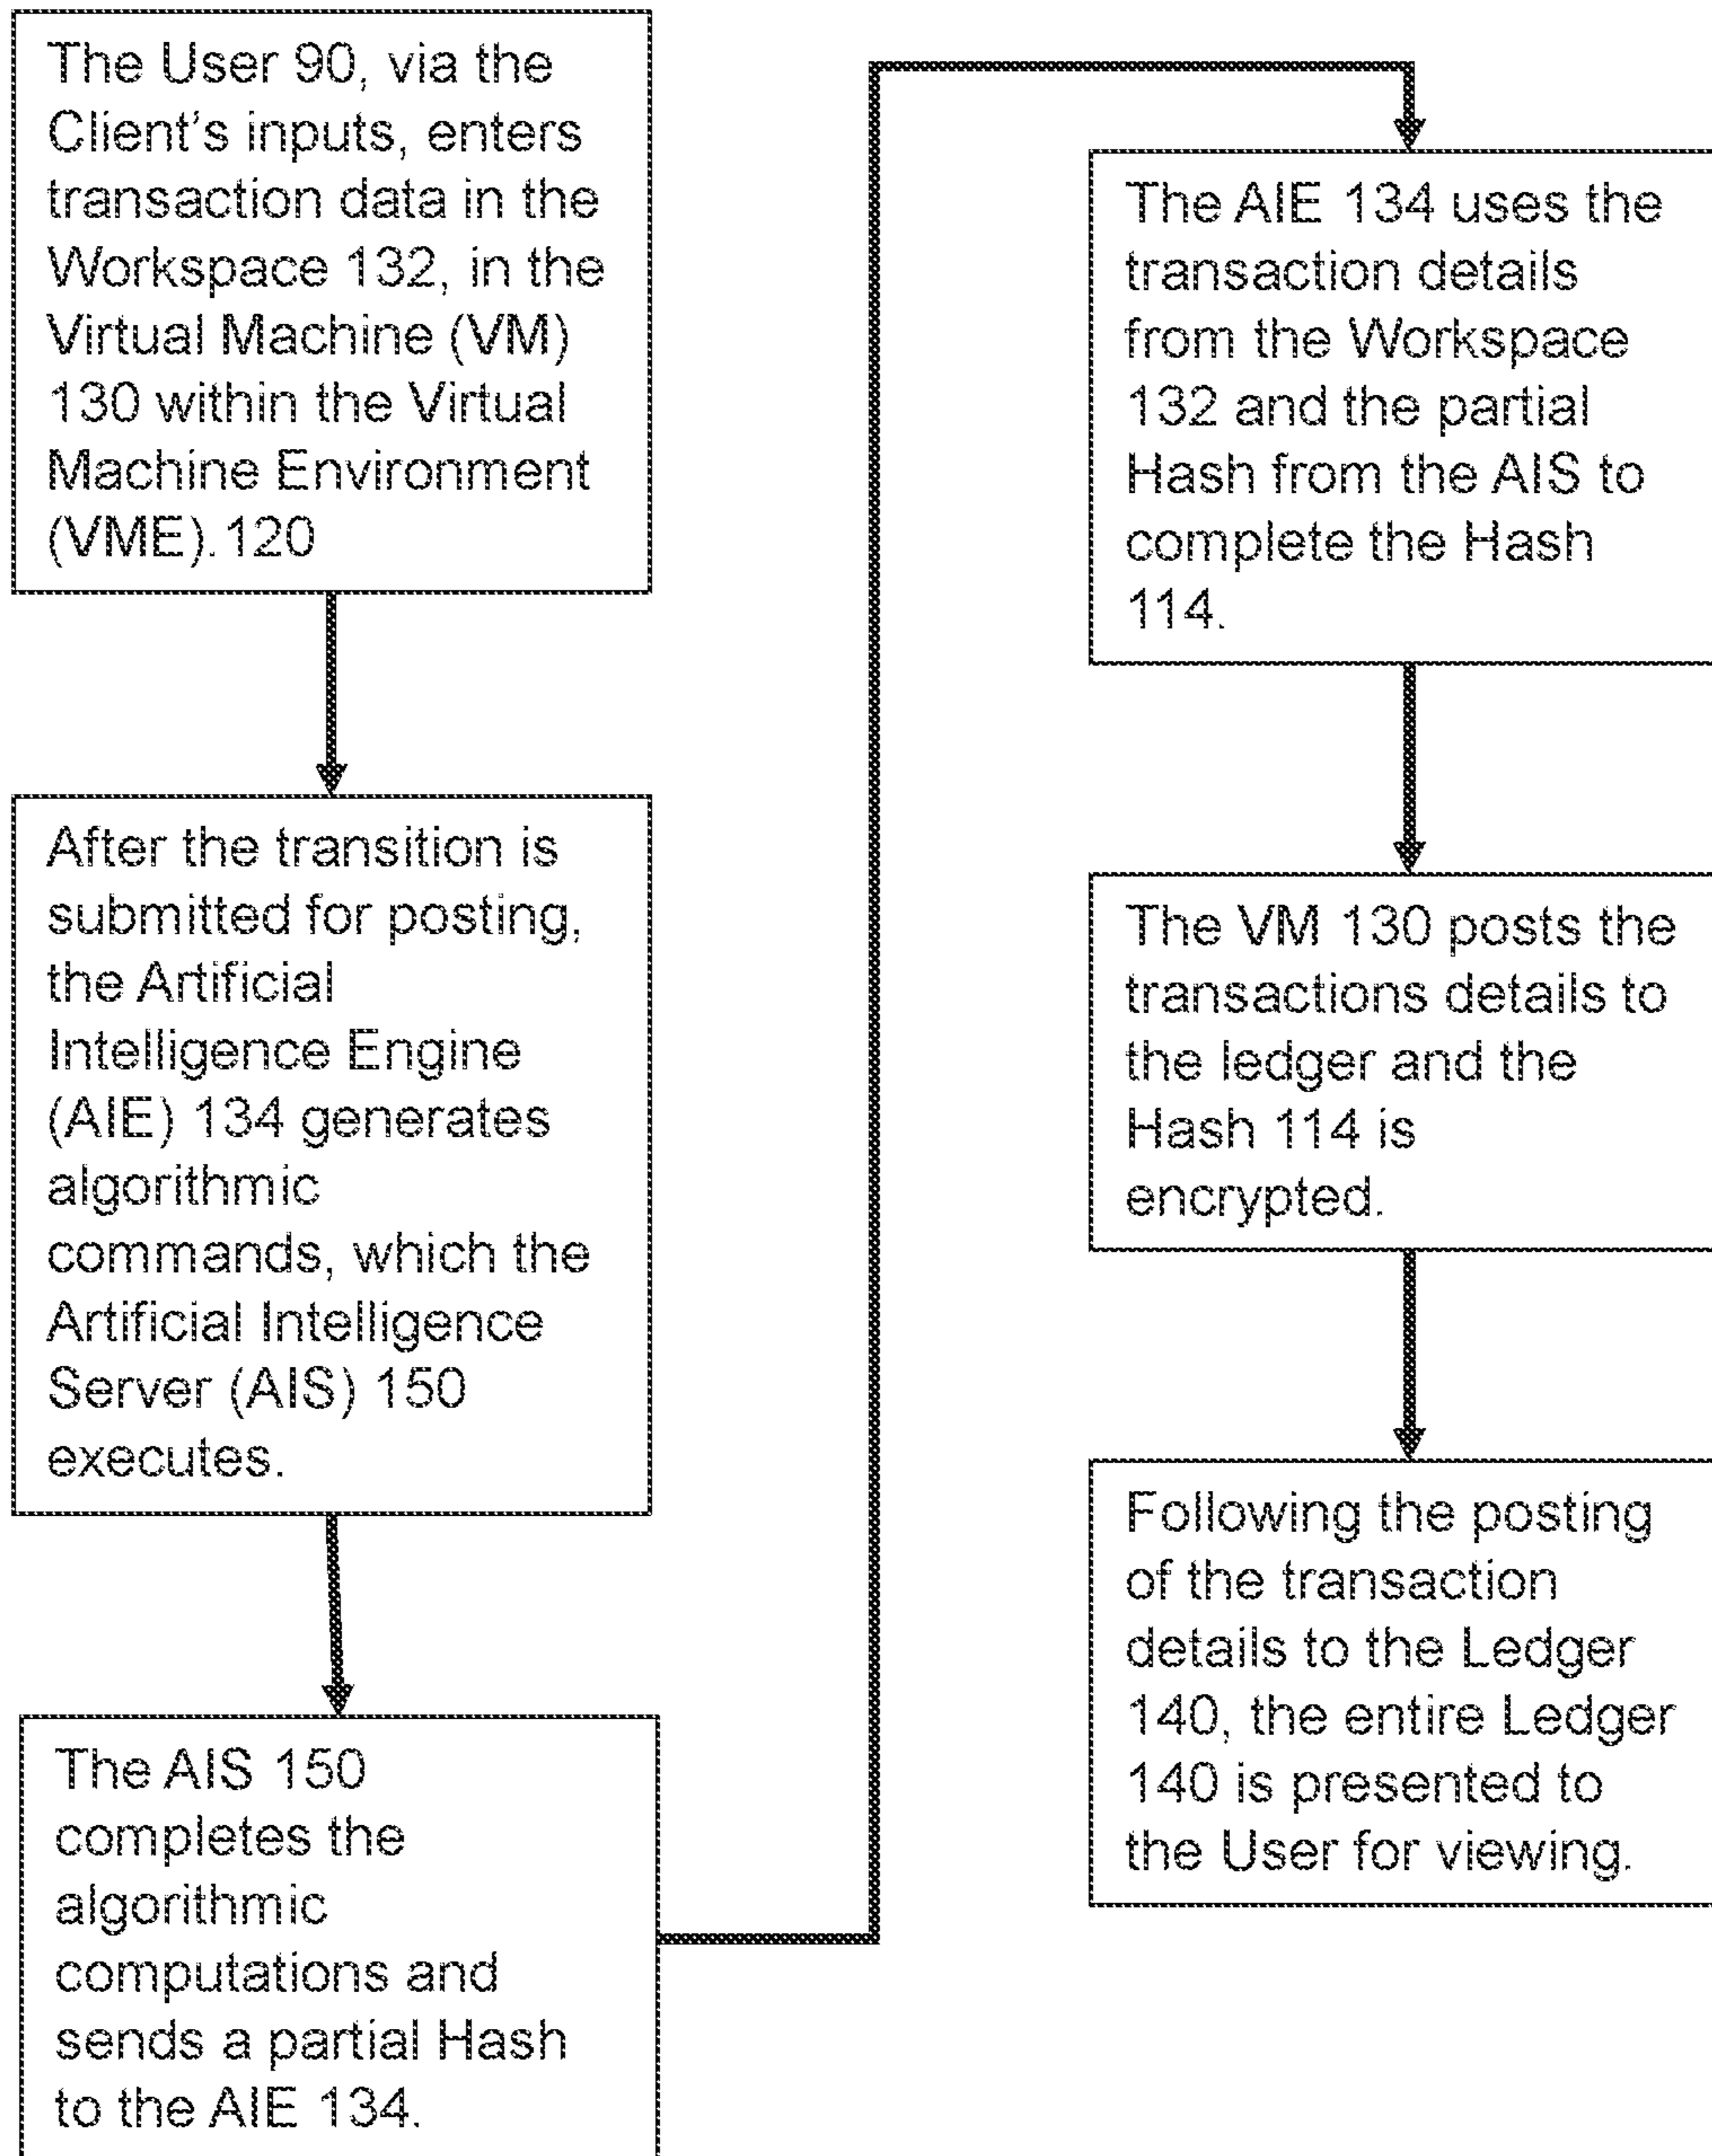 The User 90, via the
Client's inputs, enters
transaction data in the
Workspace 132, in the
Virtual Machine (VM)
130 within the Virtual
Machine Environment
(VME). 120
After the transition is
submitted for posting,
the Artificial
Intelligence Engine
(AIE) 134 generates
algorithmic
commands, which the
Artificial Intelligence
Server (AIS) 150
executes.
The AIS 150
completes the
algorithmic
computations and
sends a partial Hash
to the AIE 134.
The AIE 134 uses the
transaction details
from the Workspace
132 and the partial
Hash from the AIS to
complete the Hash
114.
The VM 130 posts the
transactions details to
the ledger and the
Hash 114 is
encrypted.
Following the posting
of the transaction
details to the Ledger
140, the entire Ledger
140 is presented to
the User for viewing.